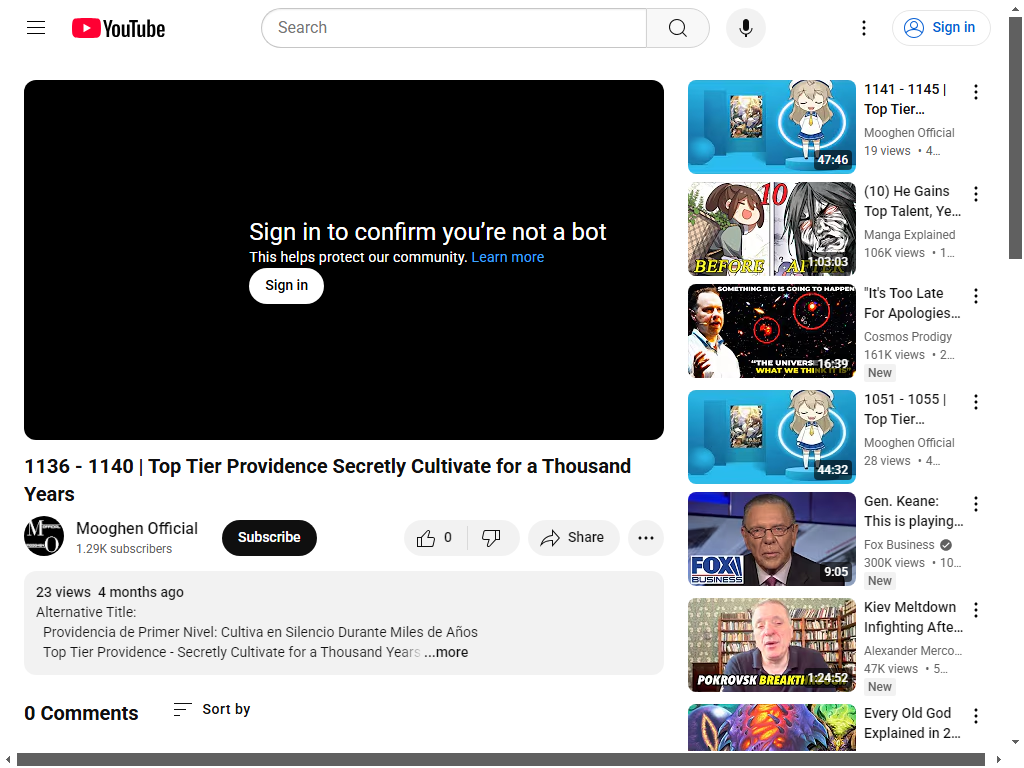 YouTube
Search
Sign in
Sign in to confirm you’re not a bot
This helps protect our community. Learn more
Sign in
1136 - 1140 | Top Tier Providence Secretly Cultivate for a Thousand
Years
Mooghen Official
1.29K subscribers
Subscribe
0
Share
23 views 4 months ago
Alternative Title:
Providencia de Primer Nivel: Cultiva en Silencio Durante Miles de Años
Top Tier Providence - Secretly Cultivate for a Thousand Years ...more
0 Comments
Sort by
47:46
1141 - 1145 |
Top Tier...
Mooghen Official
19 views • 4...
10
BEFORE
1:03:03
(10) He Gains
Top Talent, Ye...
Manga Explained
106K views • 1...
SOMETHING BIG IS GOING TO HAPPEN
"THE UNIVERS
WHAT WE THINK IT IS"
16:39
"It's Too Late
For Apologies...
Cosmos Prodigy
161K views • 2...
New
44:32
1051 - 1055 |
Top Tier...
Mooghen Official
28 views • 4...
FOX
BUSINESS
9:05
Gen. Keane:
This is playing...
Fox Business
300K views • 10...
New
POKROVSK
1:24:52
Kiev Meltdown
Infighting Afte...
Alexander Merco...
47K views • 5...
New
Every Old God
Explained in 2...